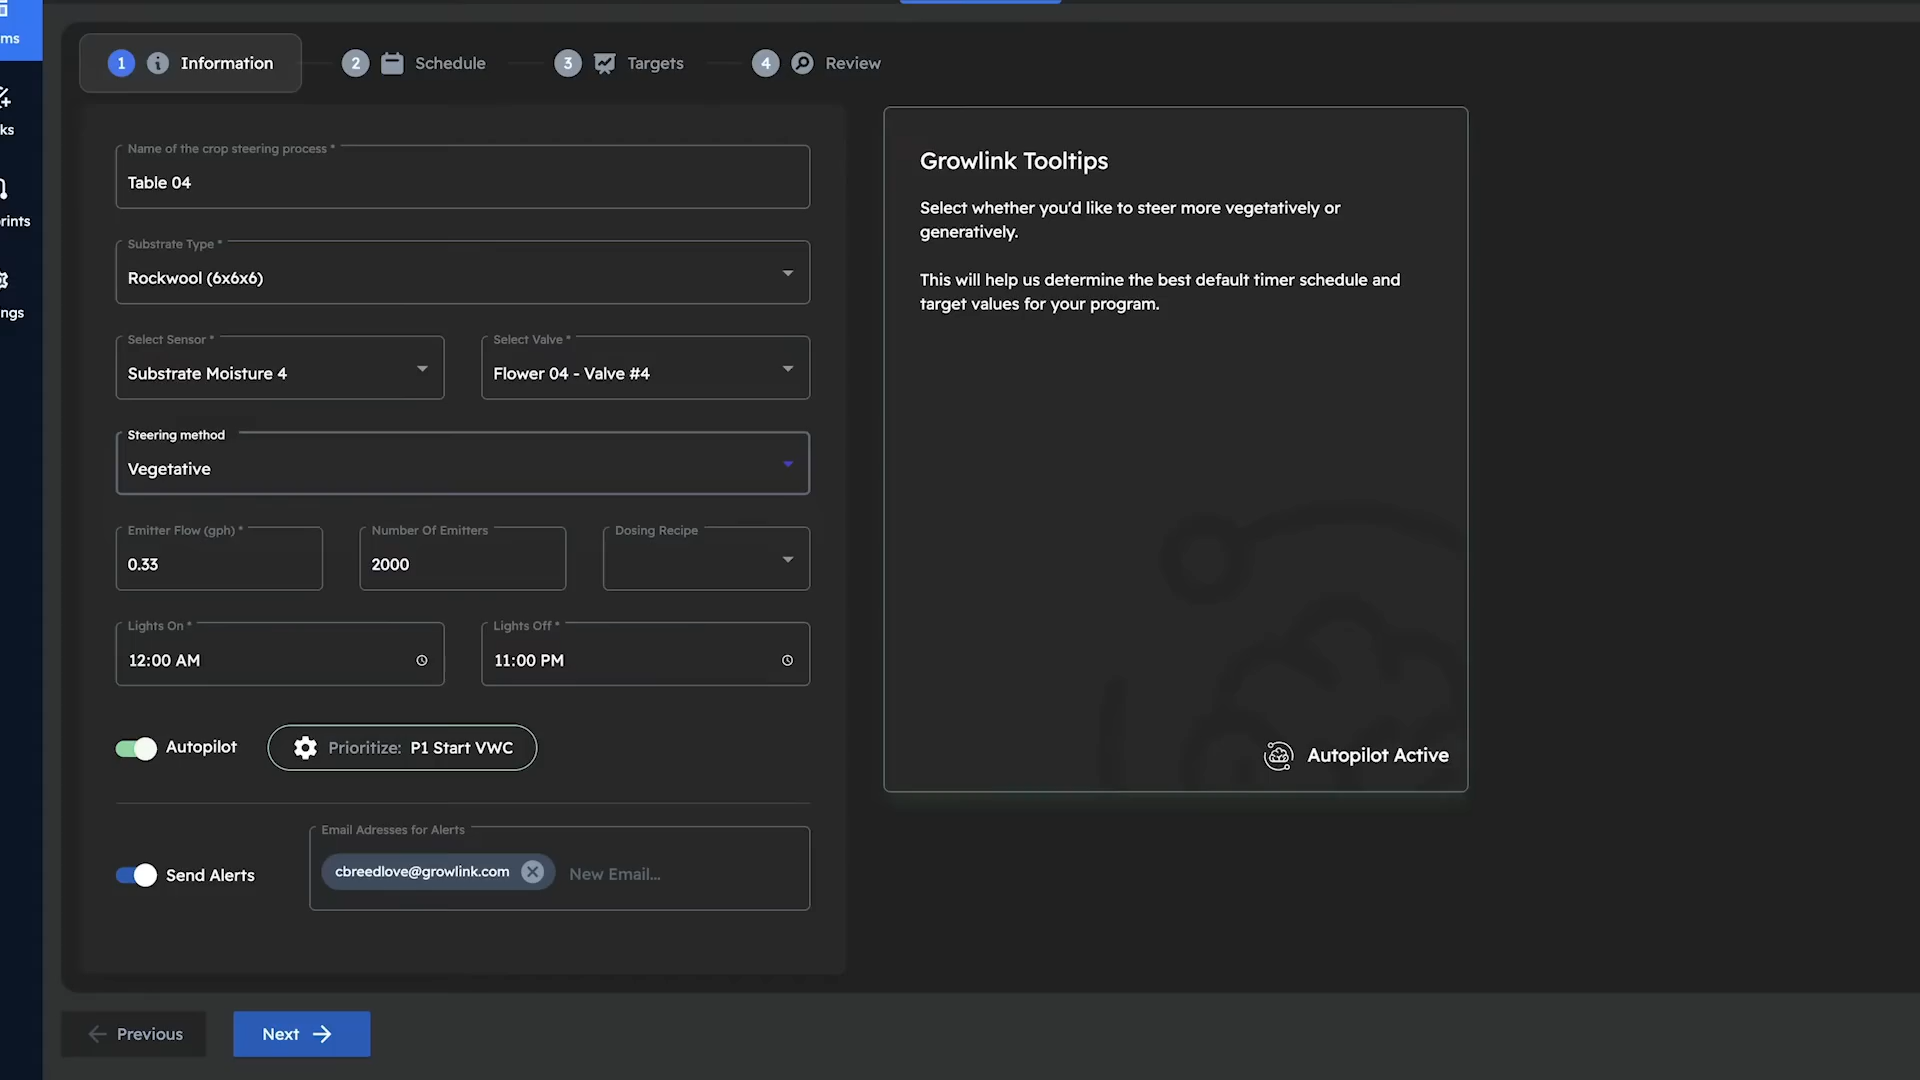 ms
ks
rints
ngs
1 Information
2 Schedule
3 Targets
4 Review
Name of the crop steering process *
Table 04
Substrate Type *
Rockwool (6x6x6)
Select Sensor *
Substrate Moisture 4
Select Valve *
Flower 04 - Valve #4
Steering method
Vegetative
Emitter Flow (gph) *
0.33
Number Of Emitters
2000
Dosing Recipe
Lights On *
12:00 AM
Lights Off *
11:00 PM
Autopilot
Prioritize: P1 Start VWC
Send Alerts
Email Adresses for Alerts
cbreedlove@growlink.com
New Email...
Previous
Next
Growlink Tooltips
Select whether you'd like to steer more vegetatively or
generatively.
This will help us determine the best default timer schedule and
target values for your program.
Autopilot Active